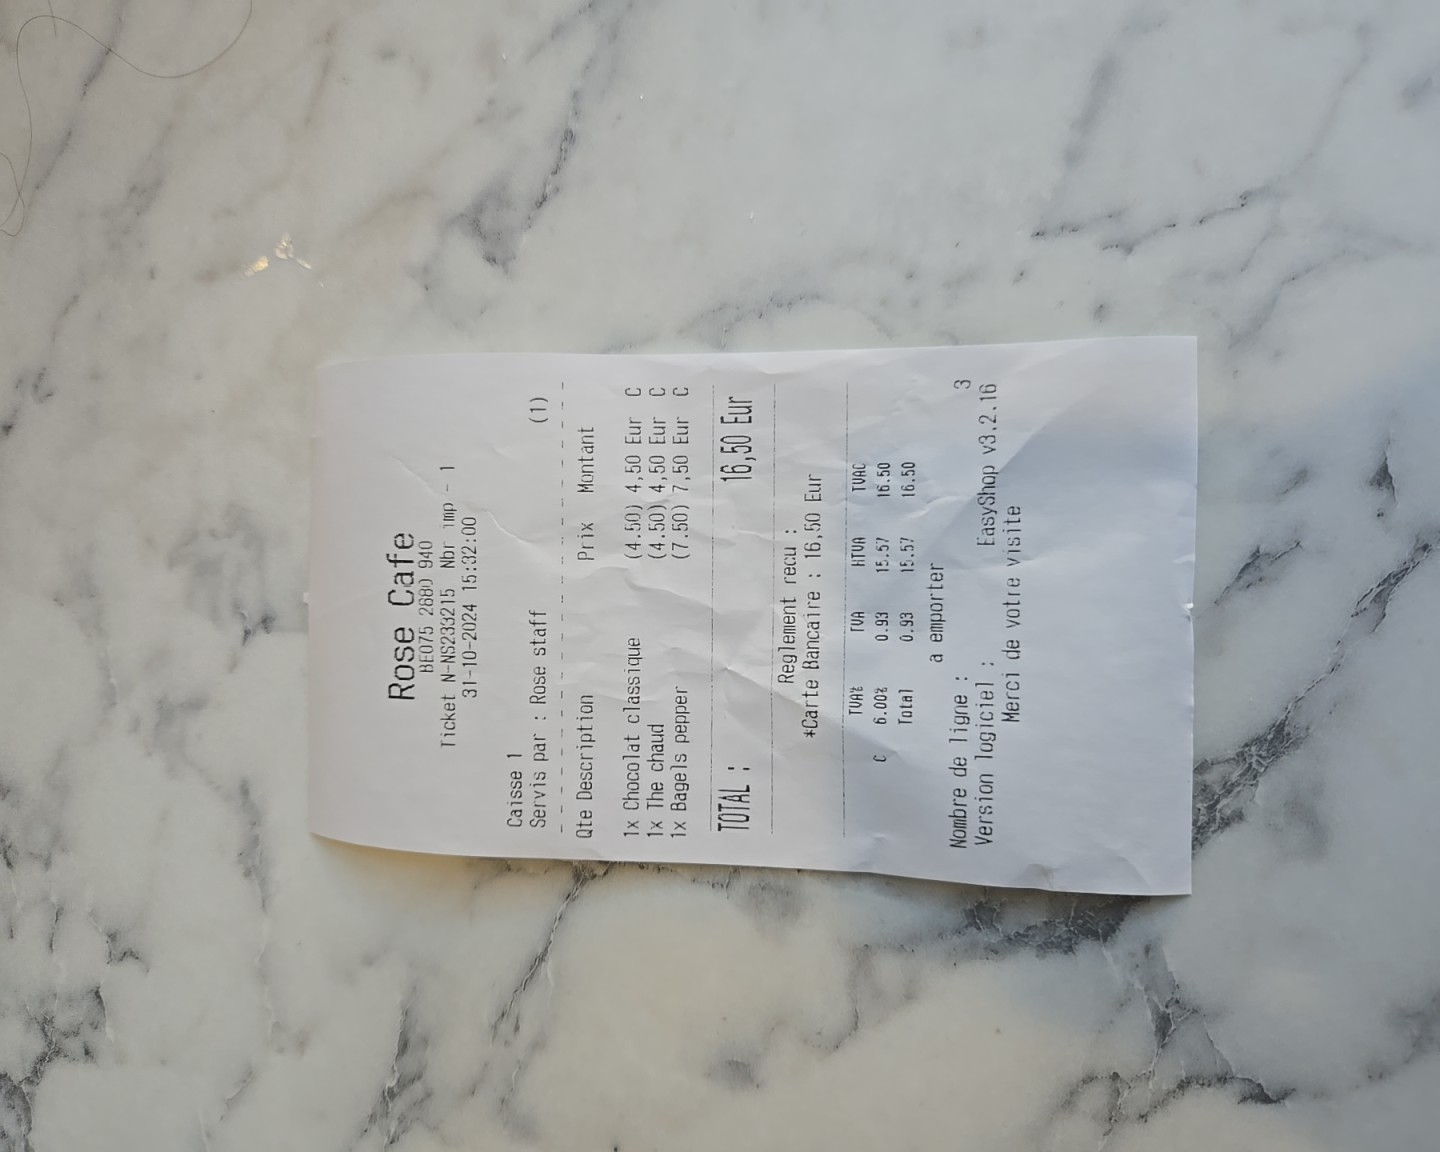 Rose Cafe
BE075 2880 940
Ticket N-NS233215 Nbr imp - 1
31-10-2024 15:32:00
Caisse 1
Servis par : Rose staff (1)
Qte Description Prix Montant
1x Chocolat classique (4.50) 4,50 Eur C
1x The chaud (4.50) 4,50 Eur C
1x Bagels pepper (7.50) 7,50 Eur C
TOTAL : 16,50 Eur
Reglement recu :
*Carte Bancaire : 16,50 Eur
TVA% TVA HTVA TVAC
C 6.00% 0.93 15.57 16.50
Total 0.93 15.57 16.50
a emporter
Nombre de ligne : 3
Version logiciel : EasyShop v3.2.16
Merci de votre visite